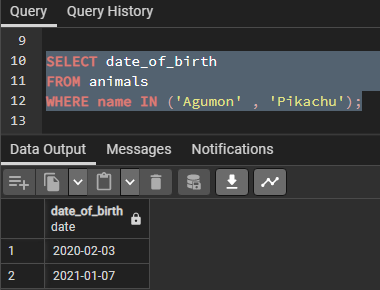 Query Query History
9
10 SELECT date_of_birth
11 FROM animals
12 WHERE name IN ('Agumon' , 'Pikachu');
13
Data Output Messages Notifications
date_of_birth
date
1 2020-02-03
2 2021-01-07